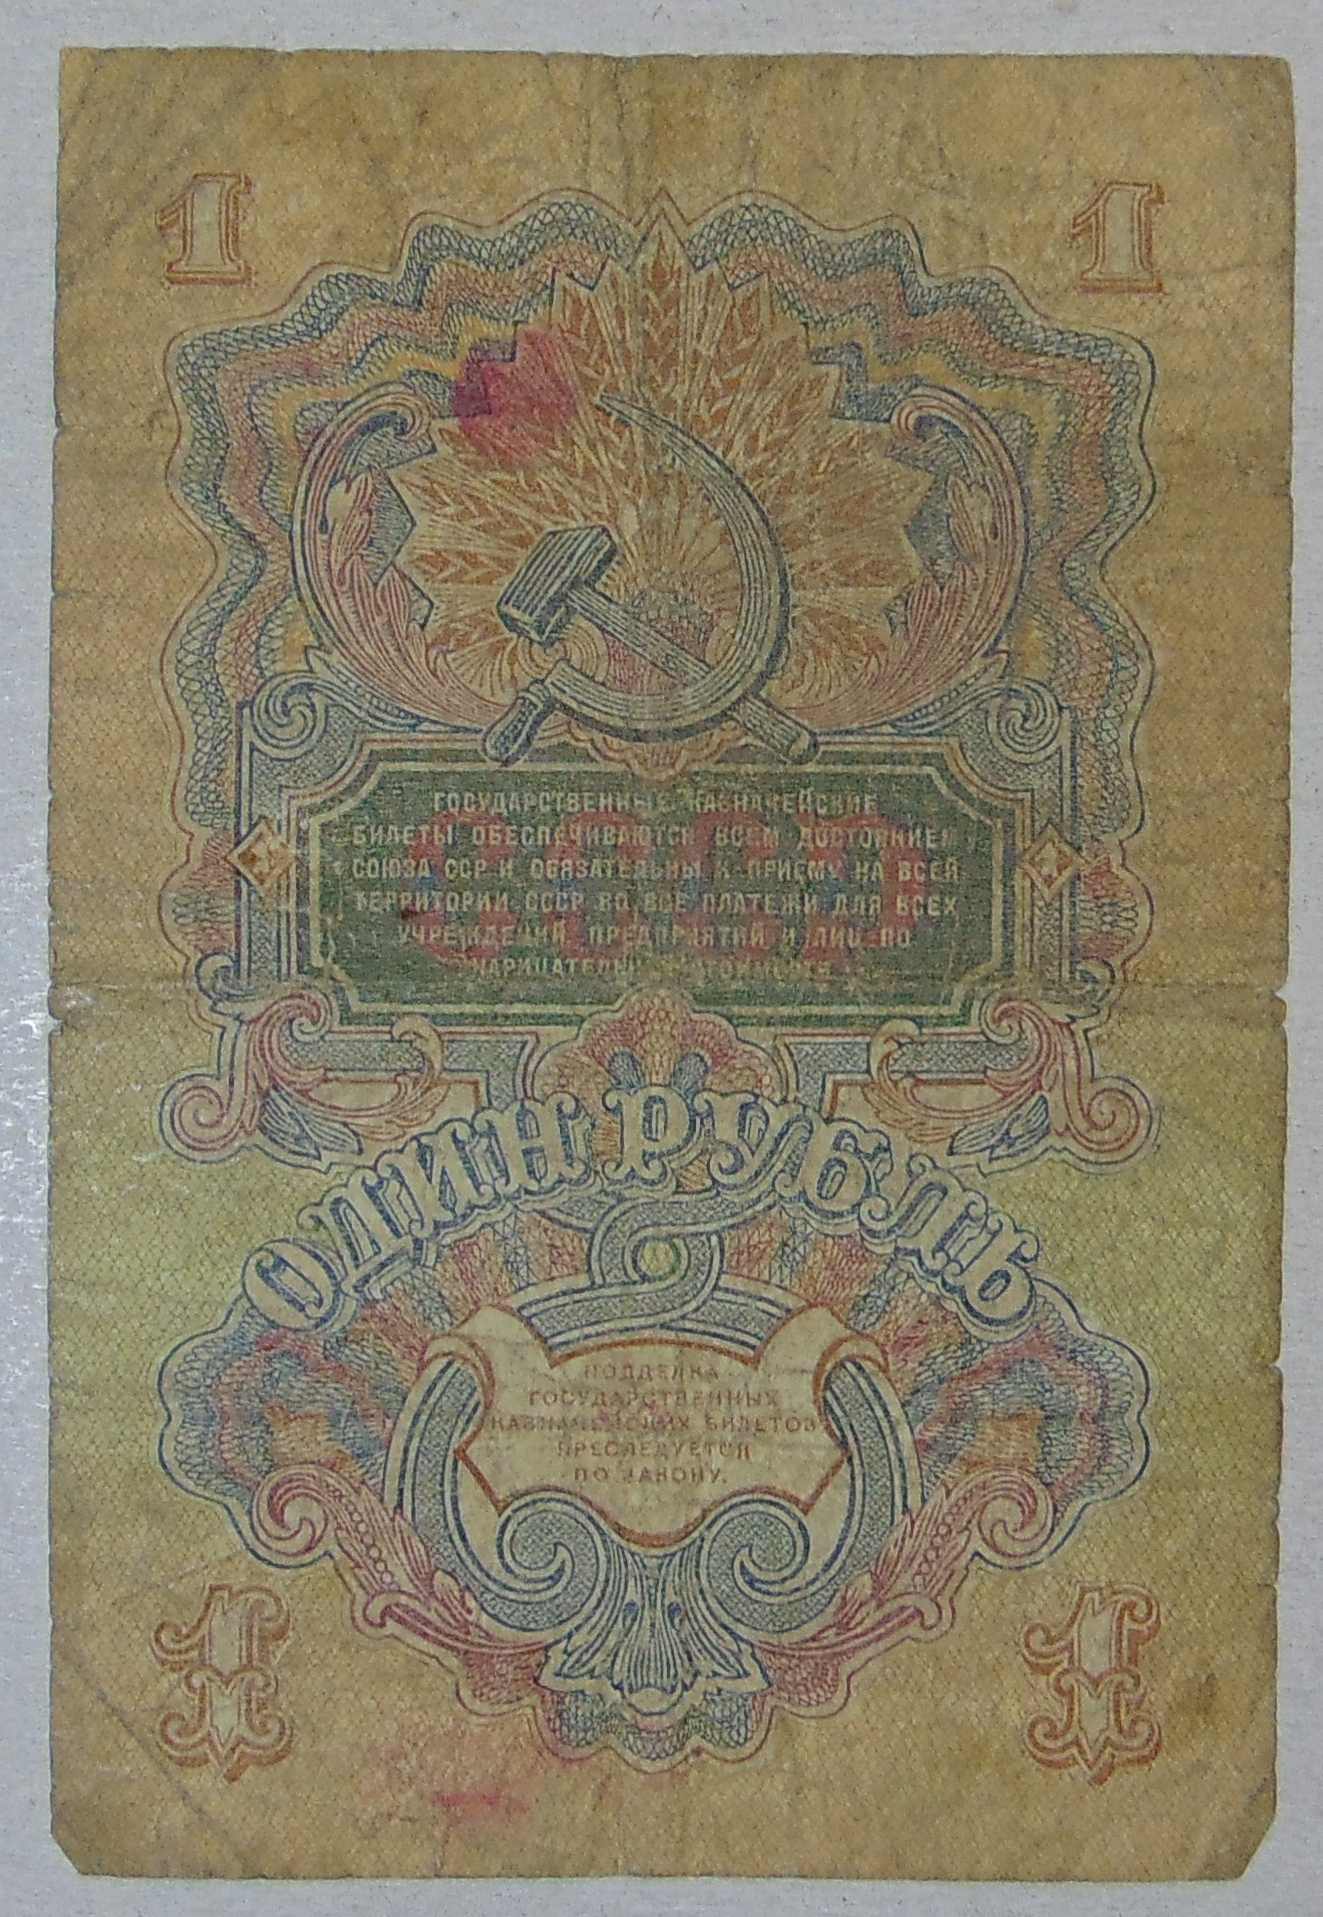 1 1
СССР
ГОСУДАРСТВЕННЫЕ КАЗНАЧЕЙСКИЕ
БИЛЕТЫ ОБЕСПЕЧИВАЮТСЯ ВСЕМ ДОСТОЯНИЕМ
СОЮЗА ССР И ОБЯЗАТЕЛЬНЫ К ПРИЕМУ НА ВСЕЙ
ТЕРРИТОРИИ СССР ВО ВСЕ ПЛАТЕЖИ ДЛЯ ВСЕХ
УЧРЕЖДЕНИЙ, ПРЕДПРИЯТИЙ И ЛИЦ ПО
НАРИЦАТЕЛЬНОЙ СТОИМОСТИ
ОДИН РУБЛЬ
ПОДДЕЛКА
ГОСУДАРСТВЕННЫХ
КАЗНАЧЕЙСКИХ БИЛЕТОВ
ПРЕСЛЕДУЕТСЯ
ПО ЗАКОНУ.
1 1